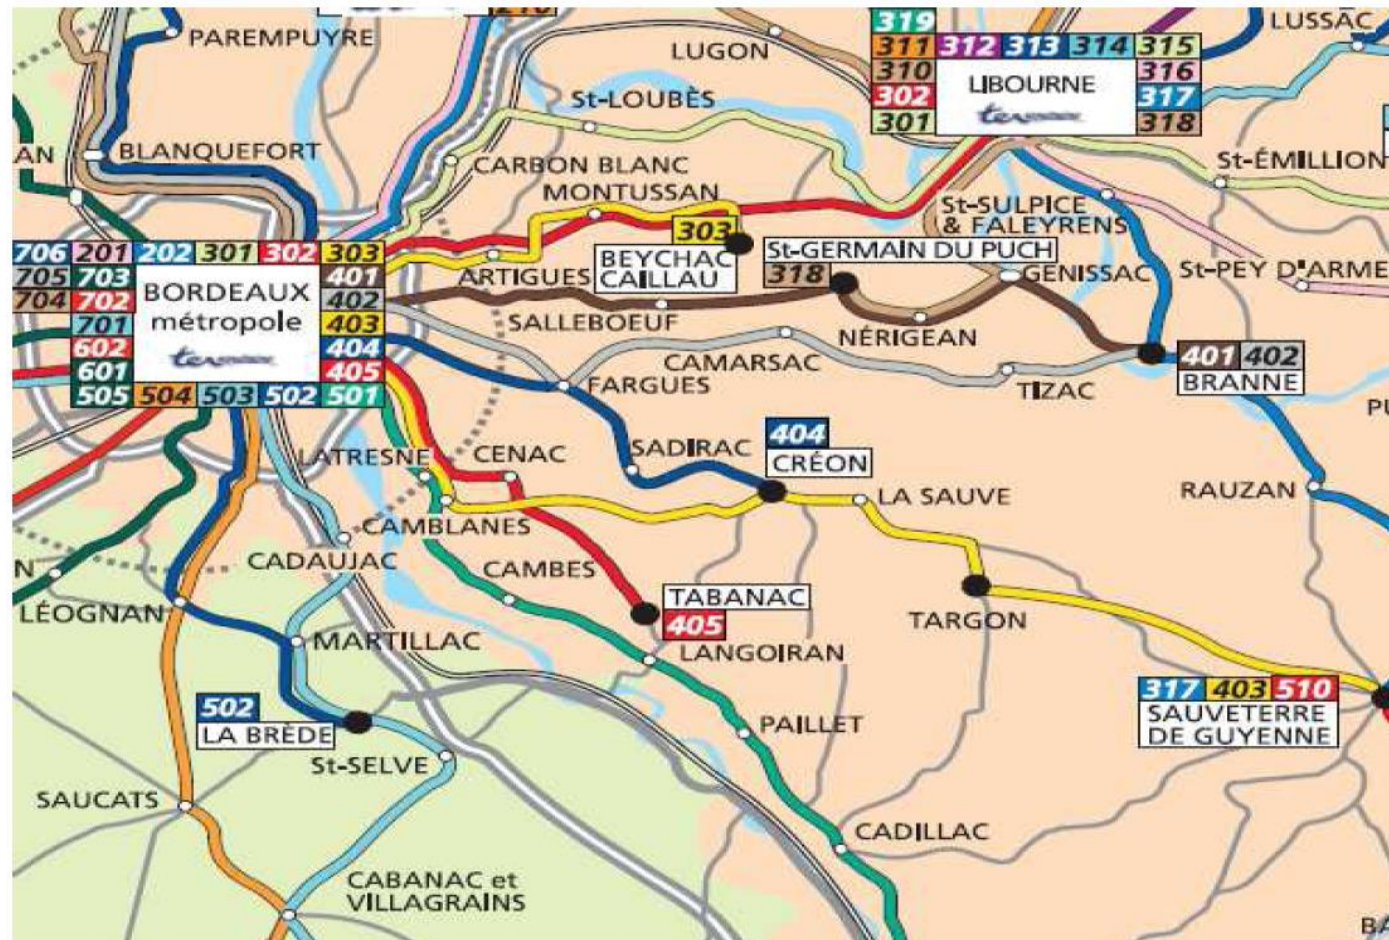 210
PAREMPUYRE
LUGON
LUSSAC
319
311 312 313 314 315
310
LIBOURNE
316
302
317
301
318
St-LOUBÈS
AN
BLANQUEFORT
CARBON BLANC
St-ÉMILLION
MONTUSSAN
St-SULPICE
& FALEYRENS
303
BEYCHAC
CAILLAU
St-GERMAIN DU PUCH
318
706 201 202 301 302 303
705 703
401
704 702
BORDEAUX
métropole
402
701
403
602
404
601
405
505 504 503 502 501
ARTIGUES
GENISSAC
St-PEY D'ARME
SALLEBOEUF
NÉRIGEAN
CAMARSAC
FARGUES
TIZAC
401 402
BRANNE
404
CRÉON
SADIRAC
LATRESNE
CENAC
LA SAUVE
RAUZAN
CAMBLANES
CADAUJAC
N
CAMBES
LÉOGNAN
TABANAC
405
TARGON
MARTILLAC
LANGOIRAN
317 403 510
SAUVETERRE
DE GUYENNE
502
LA BRÈDE
PAILLET
St-SELVE
SAUCATS
CADILLAC
CABANAC et
VILLAGRAINS